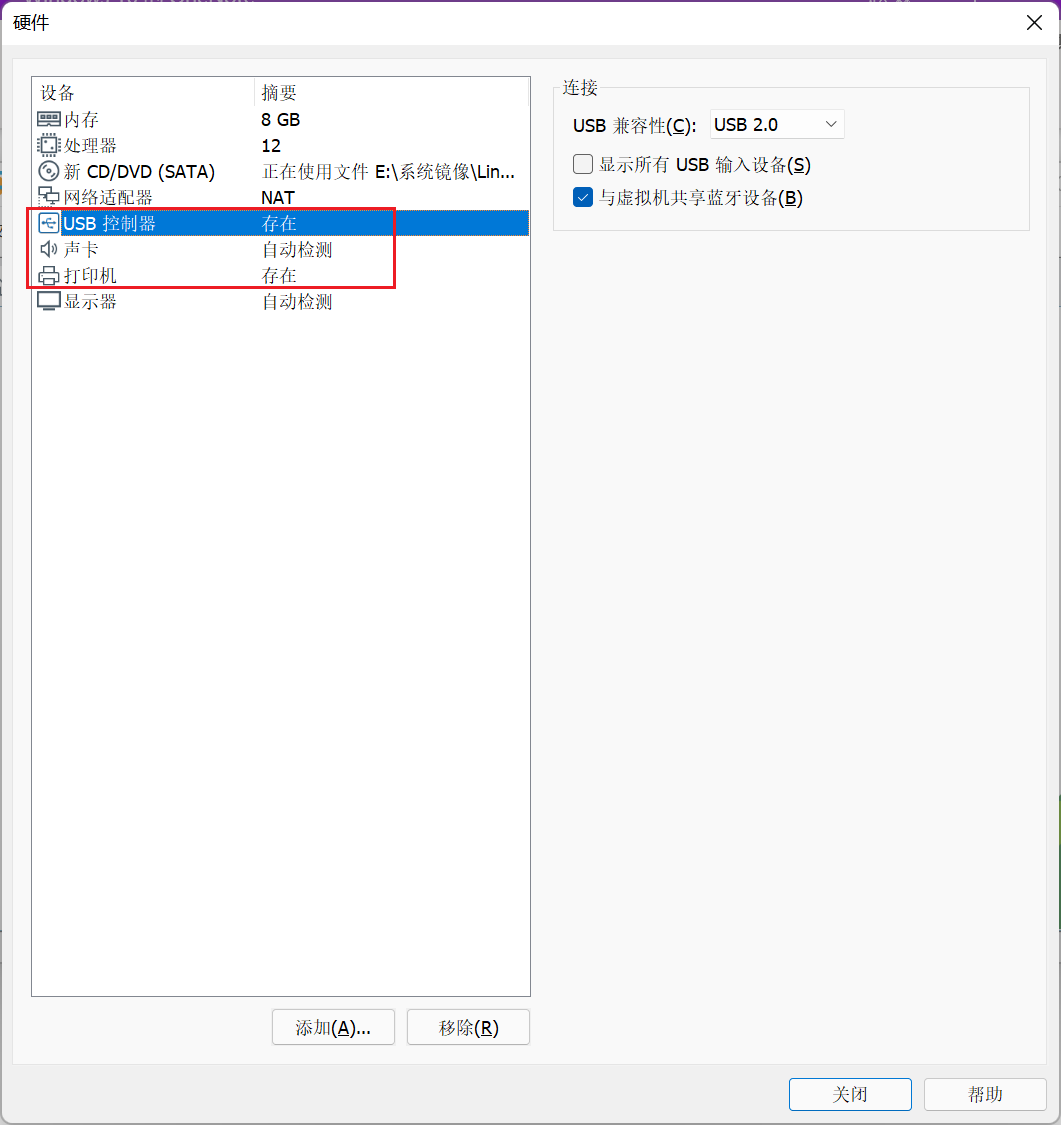 硬件
设备 摘要
内存 8 GB
处理器 12
新 CD/DVD (SATA) 正在使用文件 E:\系统镜像\Lin...
网络适配器 NAT
USB 控制器 存在
声卡 自动检测
打印机 存在
显示器 自动检测
添加(A)... 移除(R)
连接
USB 兼容性(C): USB 2.0
显示所有 USB 输入设备(S)
与虚拟机共享蓝牙设备(B)
关闭 帮助